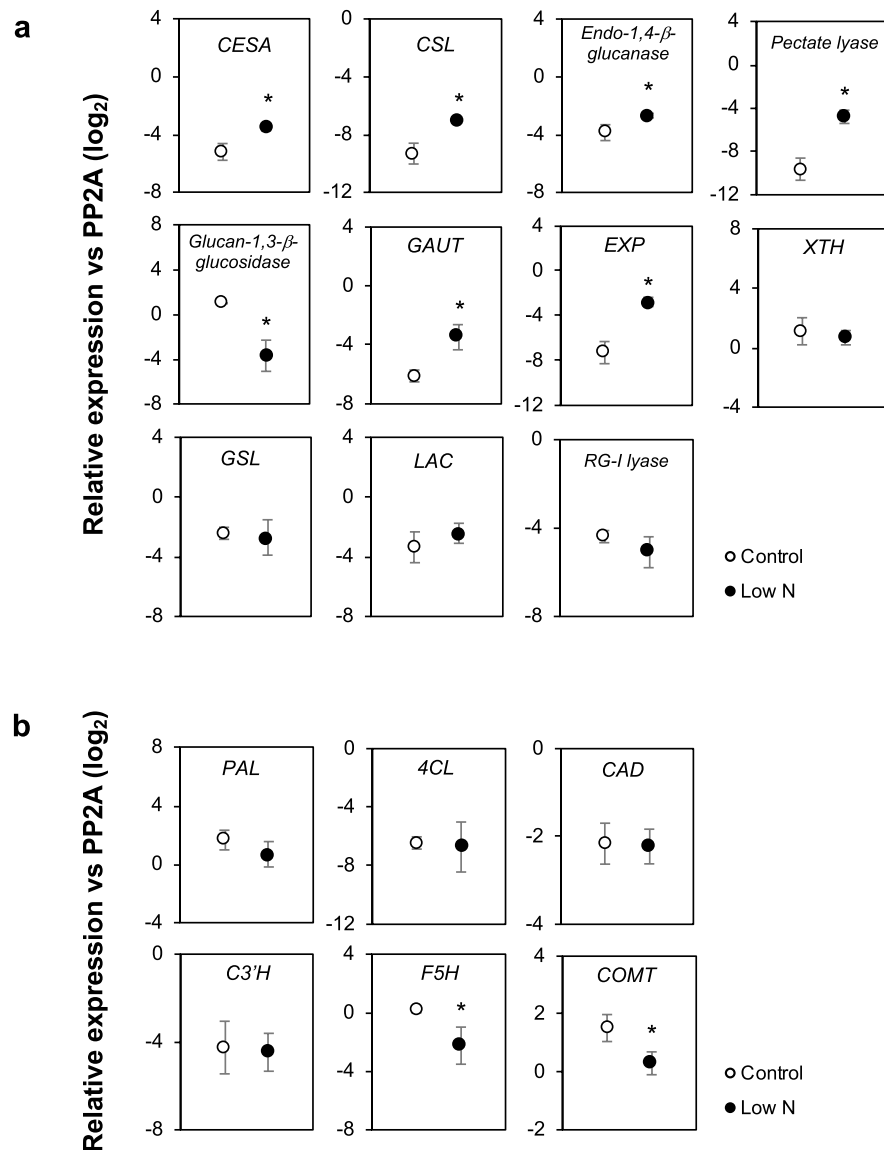 a
Relative expression vs PP2A (log₂)
CESA
4
0
-4
-8
*
CSL
0
-4
-8
-12
*
Endo-1,4-β-
glucanase
4
0
-4
-8
*
Pectate lyase
4
0
-4
-8
-12
*
Glucan-1,3-β-
glucosidase
8
4
0
-4
-8
*
GAUT
4
0
-4
-8
*
EXP
4
0
-4
-8
-12
*
XTH
8
4
0
-4
GSL
4
0
-4
-8
LAC
4
0
-4
-8
RG-I lyase
0
-4
-8
Control
Low N
b
Relative expression vs PP2A (log₂)
PAL
8
4
0
-4
4CL
0
-4
-8
-12
CAD
0
-2
-4
C3’H
0
-4
-8
F5H
4
0
-4
-8
*
COMT
4
2
0
-2
*
Control
Low N